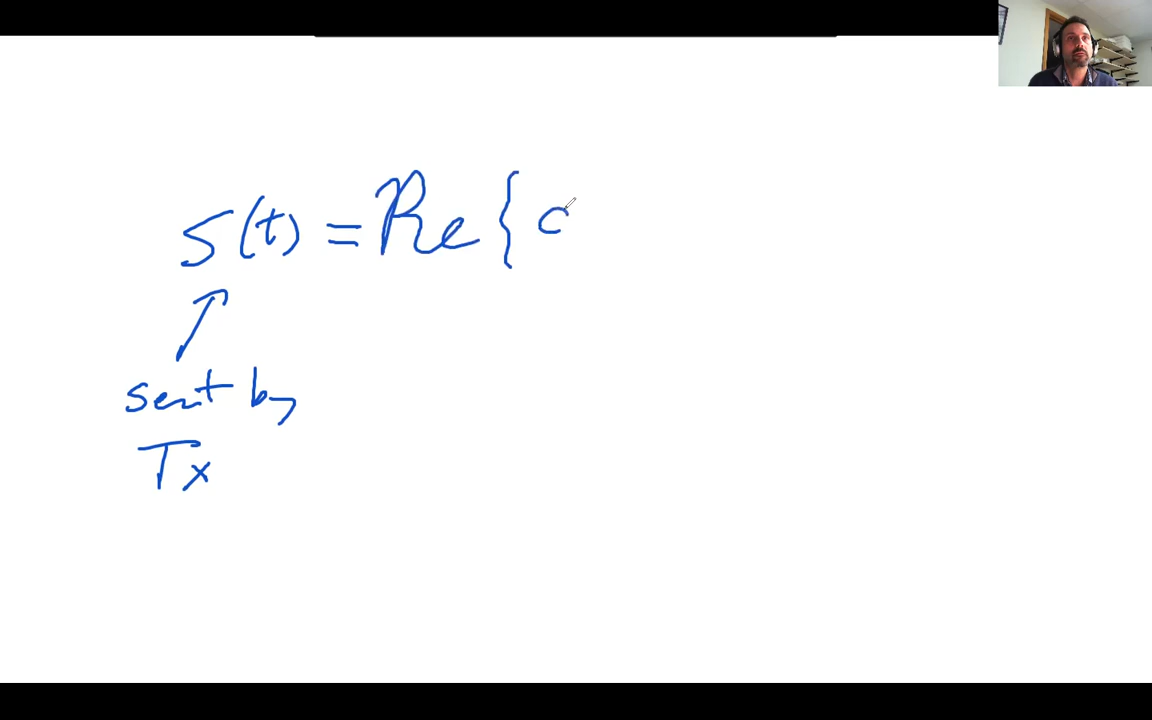 S(t) = Re { c
sent by
Tx